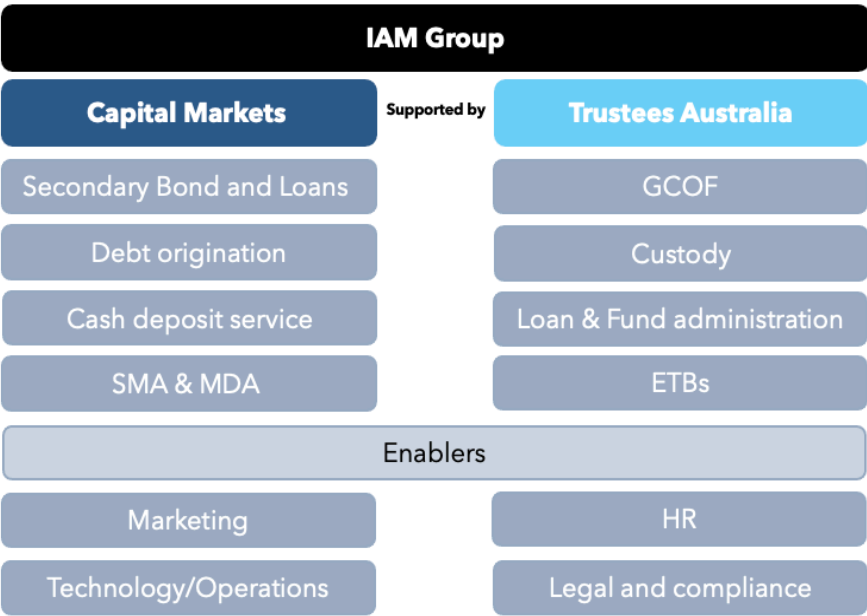 IAM Group
Capital Markets
Supported by
Trustees Australia
Secondary Bond and Loans
GCOF
Debt origination
Custody
Cash deposit service
Loan & Fund administration
SMA & MDA
ETBs
Enablers
Marketing
HR
Technology/Operations
Legal and compliance